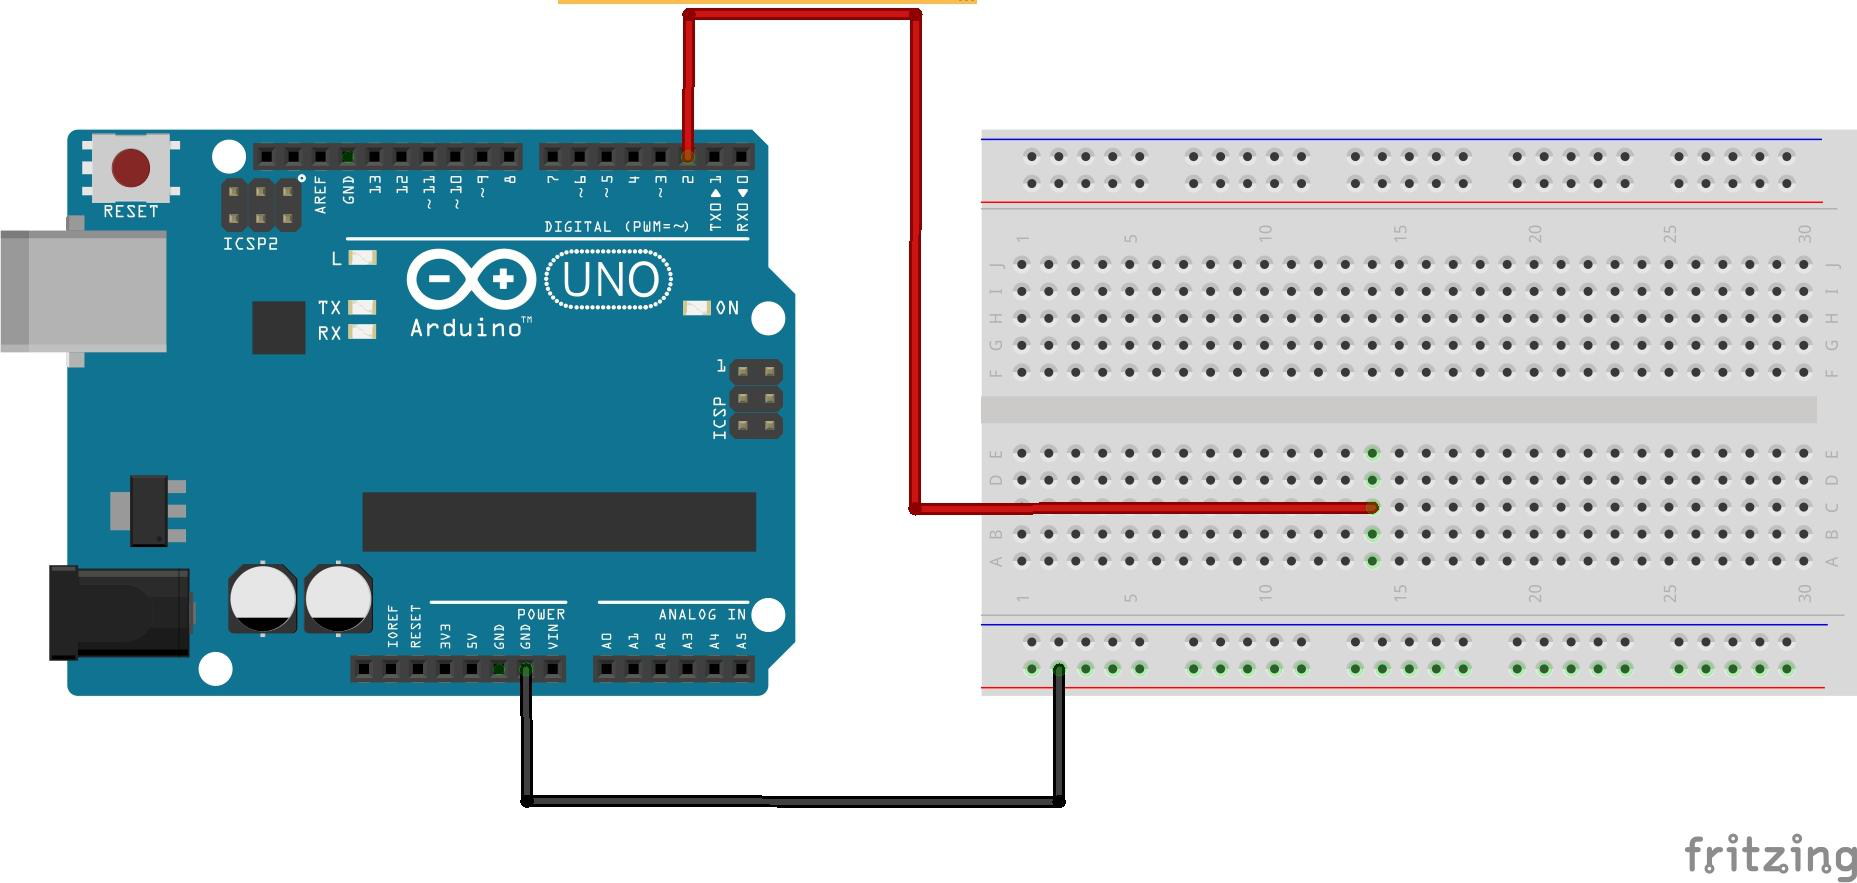 RESET
ICSP2
AREF
GND
13
12
~11
~10
~9
8
7
~6
~5
4
~3
2
TX0▶1
RX0◀0
DIGITAL (PWM=~)
L
TX
RX
UNO
Arduino™
ON
1
ICSP
IOREF
RESET
3V3
5V
GND
GND
VIN
POWER
A0
A1
A2
A3
A4
A5
ANALOG IN
1 5 10 15 20 25 30
J J
I I
H H
G G
F F
E E
D D
C
B B
A A
1 5 10 15 20 25 30
fritzing